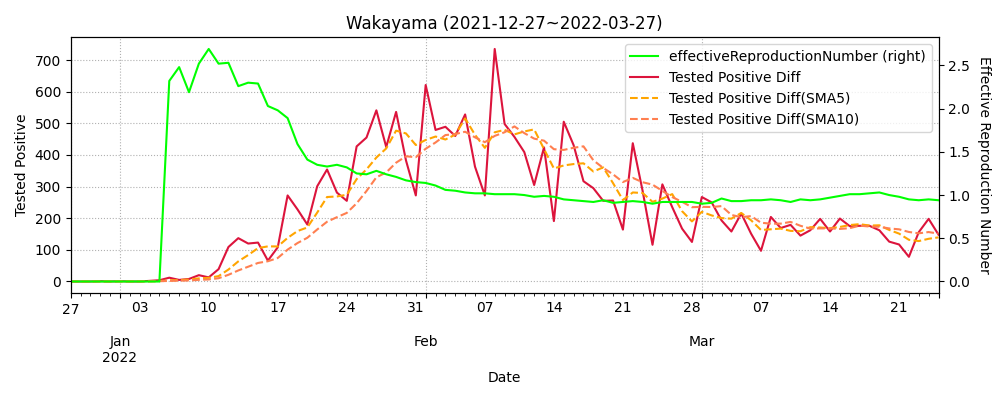 Wakayama (2021-12-27~2022-03-27)
effectiveReproductionNumber (right)
Tested Positive Diff
Tested Positive Diff(SMA5)
Tested Positive Diff(SMA10)
Tested Positive
700
600
500
400
300
200
100
0
Effective Reproduction Number
2.5
2.0
1.5
1.0
0.5
0.0
27 03 10 17 24 31 07 14 21 28 07 14 21
Jan Feb Mar
2022
Date